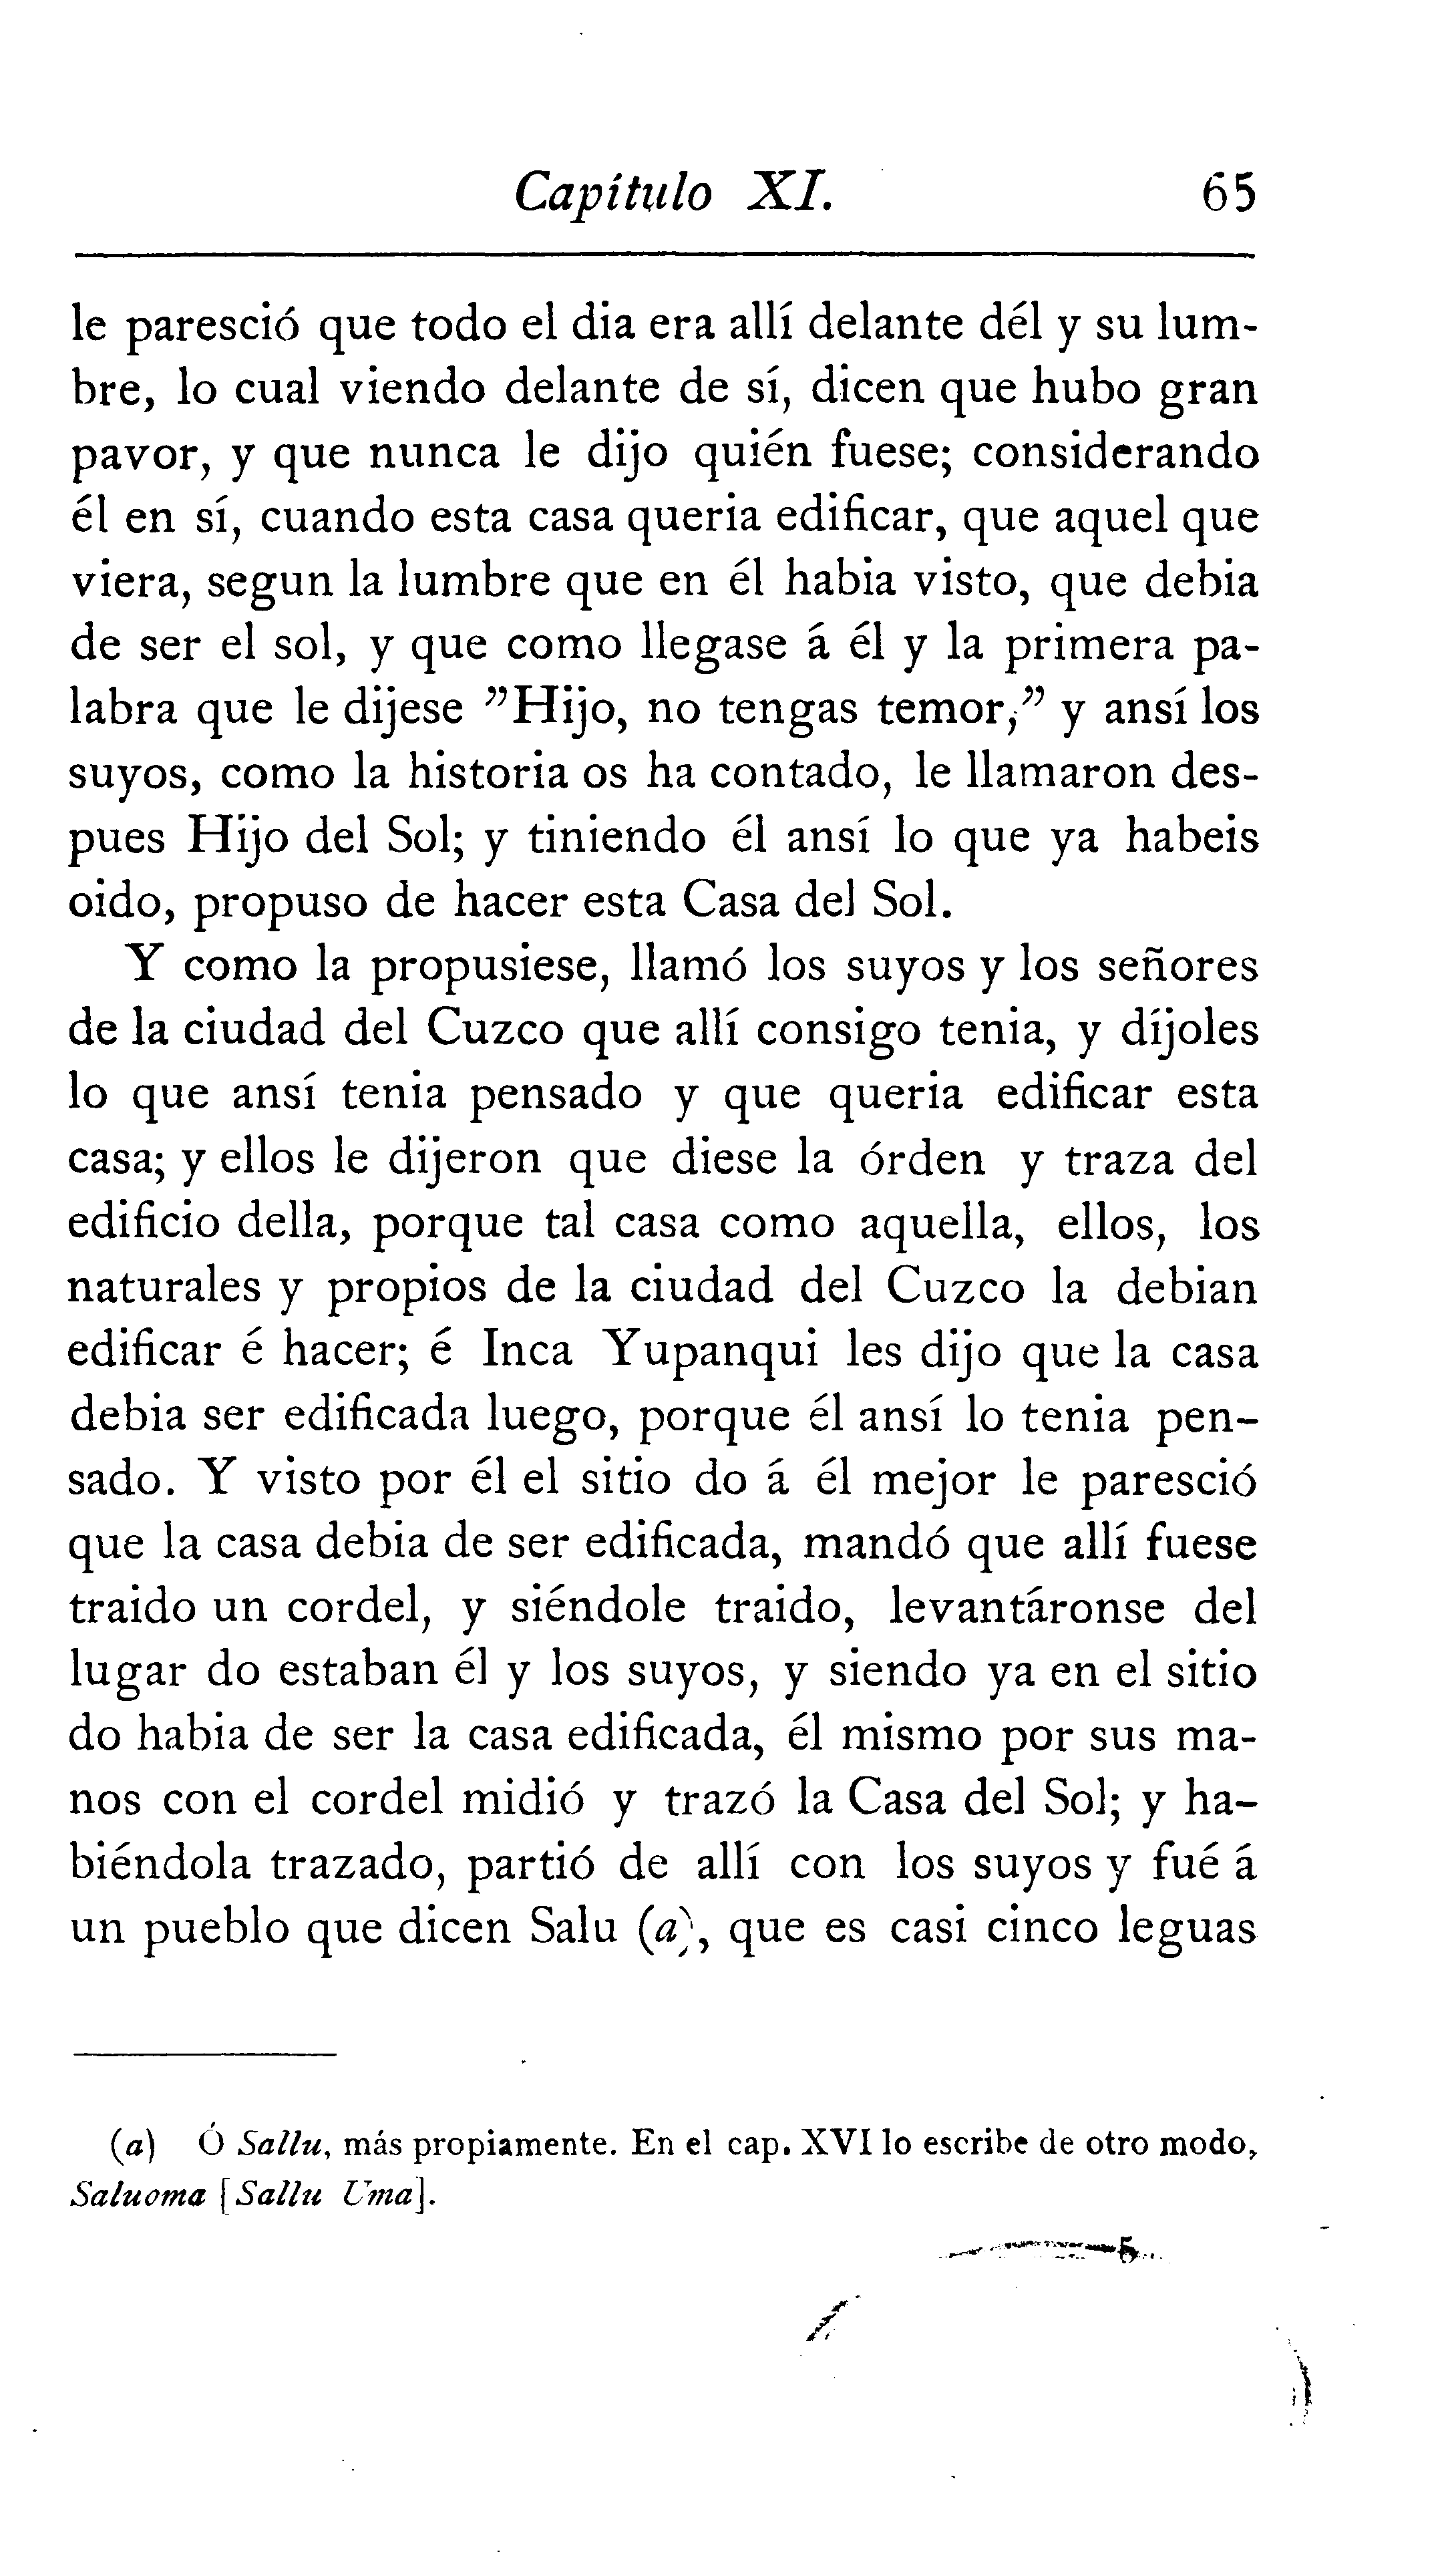 Capítulo XI. 65
le paresció que todo el dia era allí delante dél y su lum-
bre, lo cual viendo delante de sí, dicen que hubo gran
pavor, y que nunca le dijo quién fuese; considerando
él en sí, cuando esta casa queria edificar, que aquel que
viera, segun la lumbre que en él habia visto, que debia
de ser el sol, y que como llegase á él y la primera pa-
labra que le dijese ”Hijo, no tengas temor,” y ansí los
suyos, como la historia os ha contado, le llamaron des-
pues Hijo del Sol; y tiniendo él ansí lo que ya habeis
oido, propuso de hacer esta Casa del Sol.
Y como la propusiese, llamó los suyos y los señores
de la ciudad del Cuzco que allí consigo tenia, y díjoles
lo que ansí tenia pensado y que queria edificar esta
casa; y ellos le dijeron que diese la órden y traza del
edificio della, porque tal casa como aquella, ellos, los
naturales y propios de la ciudad del Cuzco la debian
edificar é hacer; é Inca Yupanqui les dijo que la casa
debia ser edificada luego, porque él ansí lo tenia pen-
sado. Y visto por él el sitio do á él mejor le paresció
que la casa debia de ser edificada, mandó que allí fuese
traido un cordel, y siéndole traido, levantáronse del
lugar do estaban él y los suyos, y siendo ya en el sitio
do habia de ser la casa edificada, él mismo por sus ma-
nos con el cordel midió y trazó la Casa del Sol; y ha-
biéndola trazado, partió de allí con los suyos y fué á
un pueblo que dicen Salu (a), que es casi cinco leguas
(a) Ó Sallu, más propiamente. En el cap. XVI lo escribe de otro modo,
Saluoma [Sallu Uma].
5